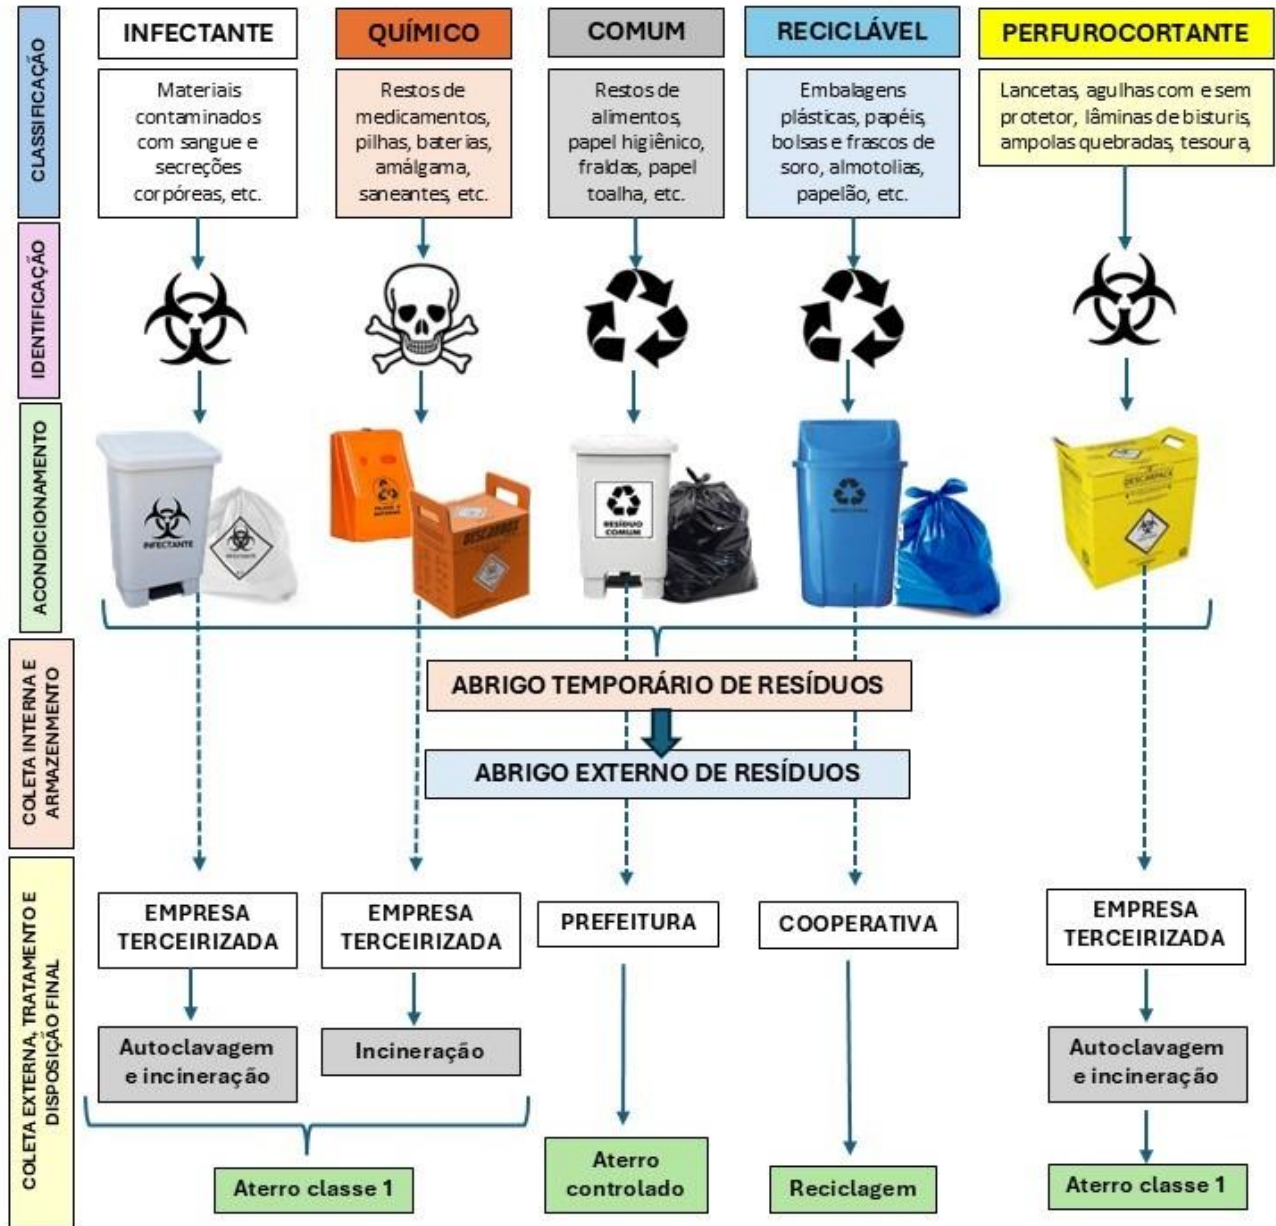 CLASSIFICAÇÃO
INFECTANTE
QUÍMICO
COMUM
RECICLÁVEL
PERFUROCORTANTE
Materiais
contaminados
com sangue e
secreções
corpóreas, etc.
Restos de
medicamentos,
pilhas, baterias,
amálgama,
saneantes, etc.
Restos de
alimentos,
papel higiênico,
fraldas, papel
toalha, etc.
Embalagens
plásticas, papéis,
bolsas e frascos de
soro, almotolias,
papelão, etc.
Lancetas, agulhas com e sem
protetor, lâminas de bisturis,
ampolas quebradas, tesoura,
IDENTIFICAÇÃO
ACONDICIONAMENTO
INFECTANTE
RESÍDUO
COMUM
COLETA INTERNA E
ARMAZENMENTO
ABRIGO TEMPORÁRIO DE RESÍDUOS
ABRIGO EXTERNO DE RESÍDUOS
COLETA EXTERNA, TRATAMENTO E
DISPOSIÇÃO FINAL
EMPRESA
TERCEIRIZADA
EMPRESA
TERCEIRIZADA
PREFEITURA
COOPERATIVA
EMPRESA
TERCEIRIZADA
Autoclavagem
e incineração
Incineração
Autoclavagem
e incineração
Aterro classe 1
Aterro
controlado
Reciclagem
Aterro classe 1